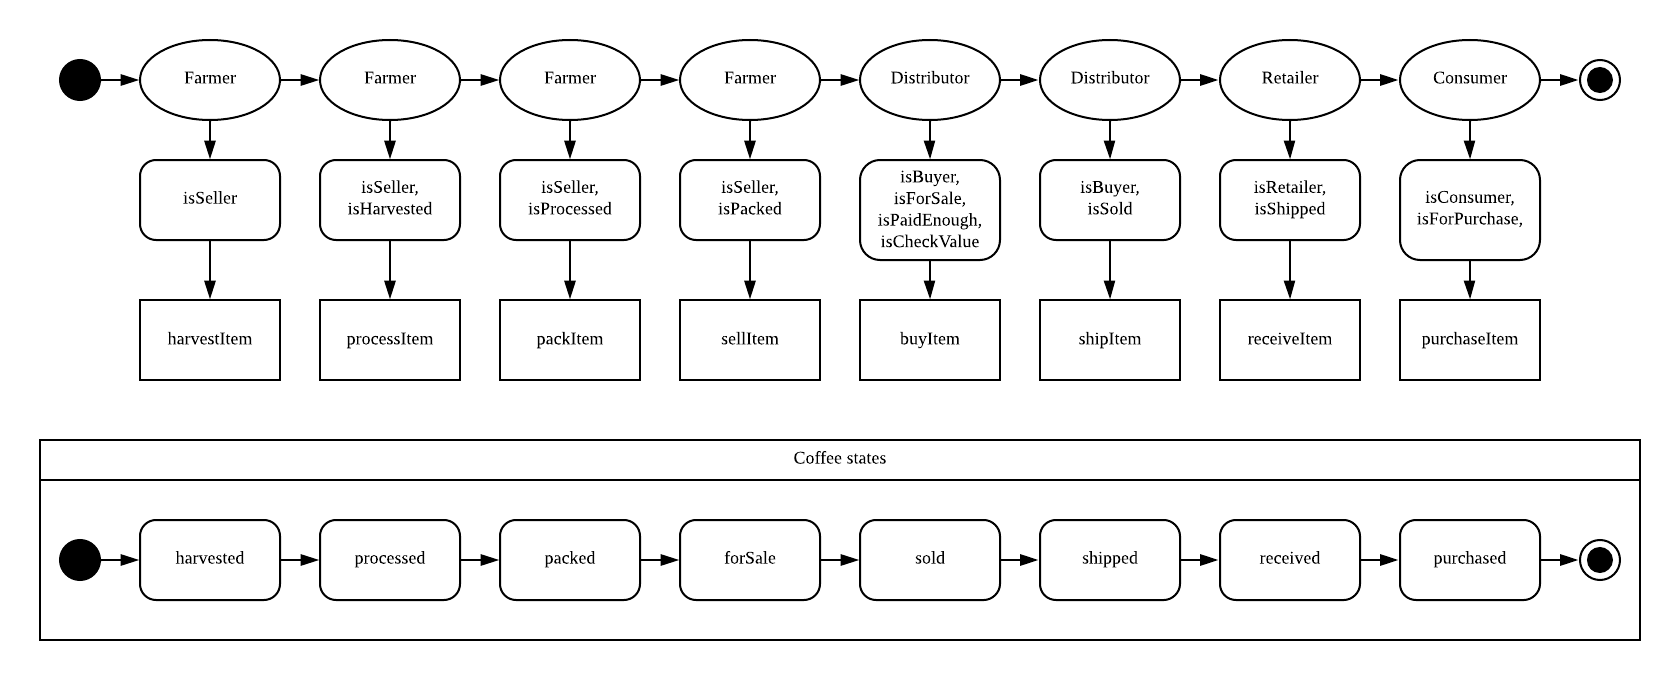 Farmer
Farmer
Farmer
Farmer
Distributor
Distributor
Retailer
Consumer
isSeller
isSeller,
isHarvested
isSeller,
isProcessed
isSeller,
isPacked
isBuyer,
isForSale,
isPaidEnough,
isCheckValue
isBuyer,
isSold
isRetailer,
isShipped
isConsumer,
isForPurchase,
harvestItem
processItem
packItem
sellItem
buyItem
shipItem
receiveItem
purchaseItem
Coffee states
harvested
processed
packed
forSale
sold
shipped
received
purchased